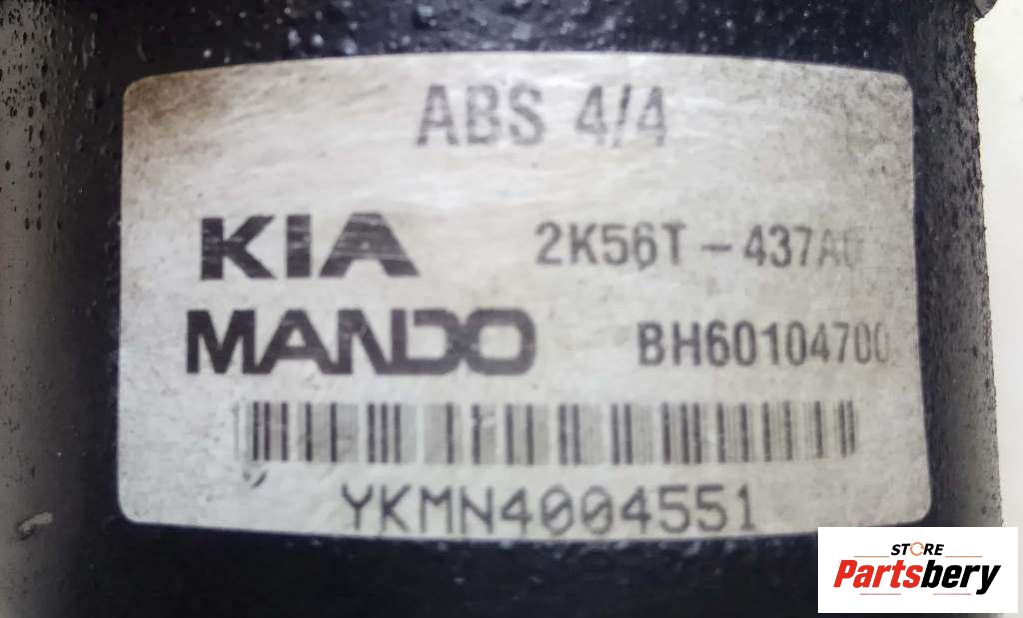 ABS 4/4
KIA 2K56T-437A0
MANDO BH60104700
YKMN4004551
STORE
Partsbery